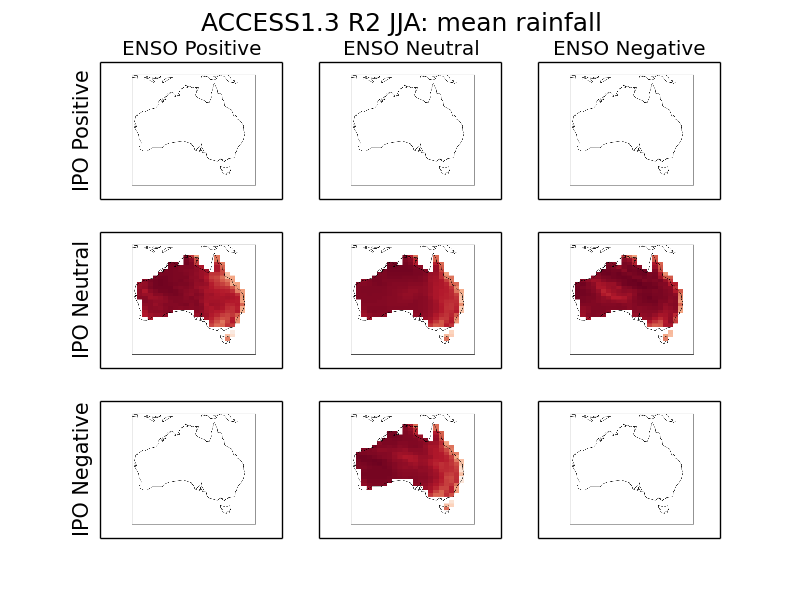 ACCESS1.3 R2 JJA: mean rainfall
ENSO Positive
ENSO Neutral
ENSO Negative
IPO Positive
IPO Neutral
IPO Negative